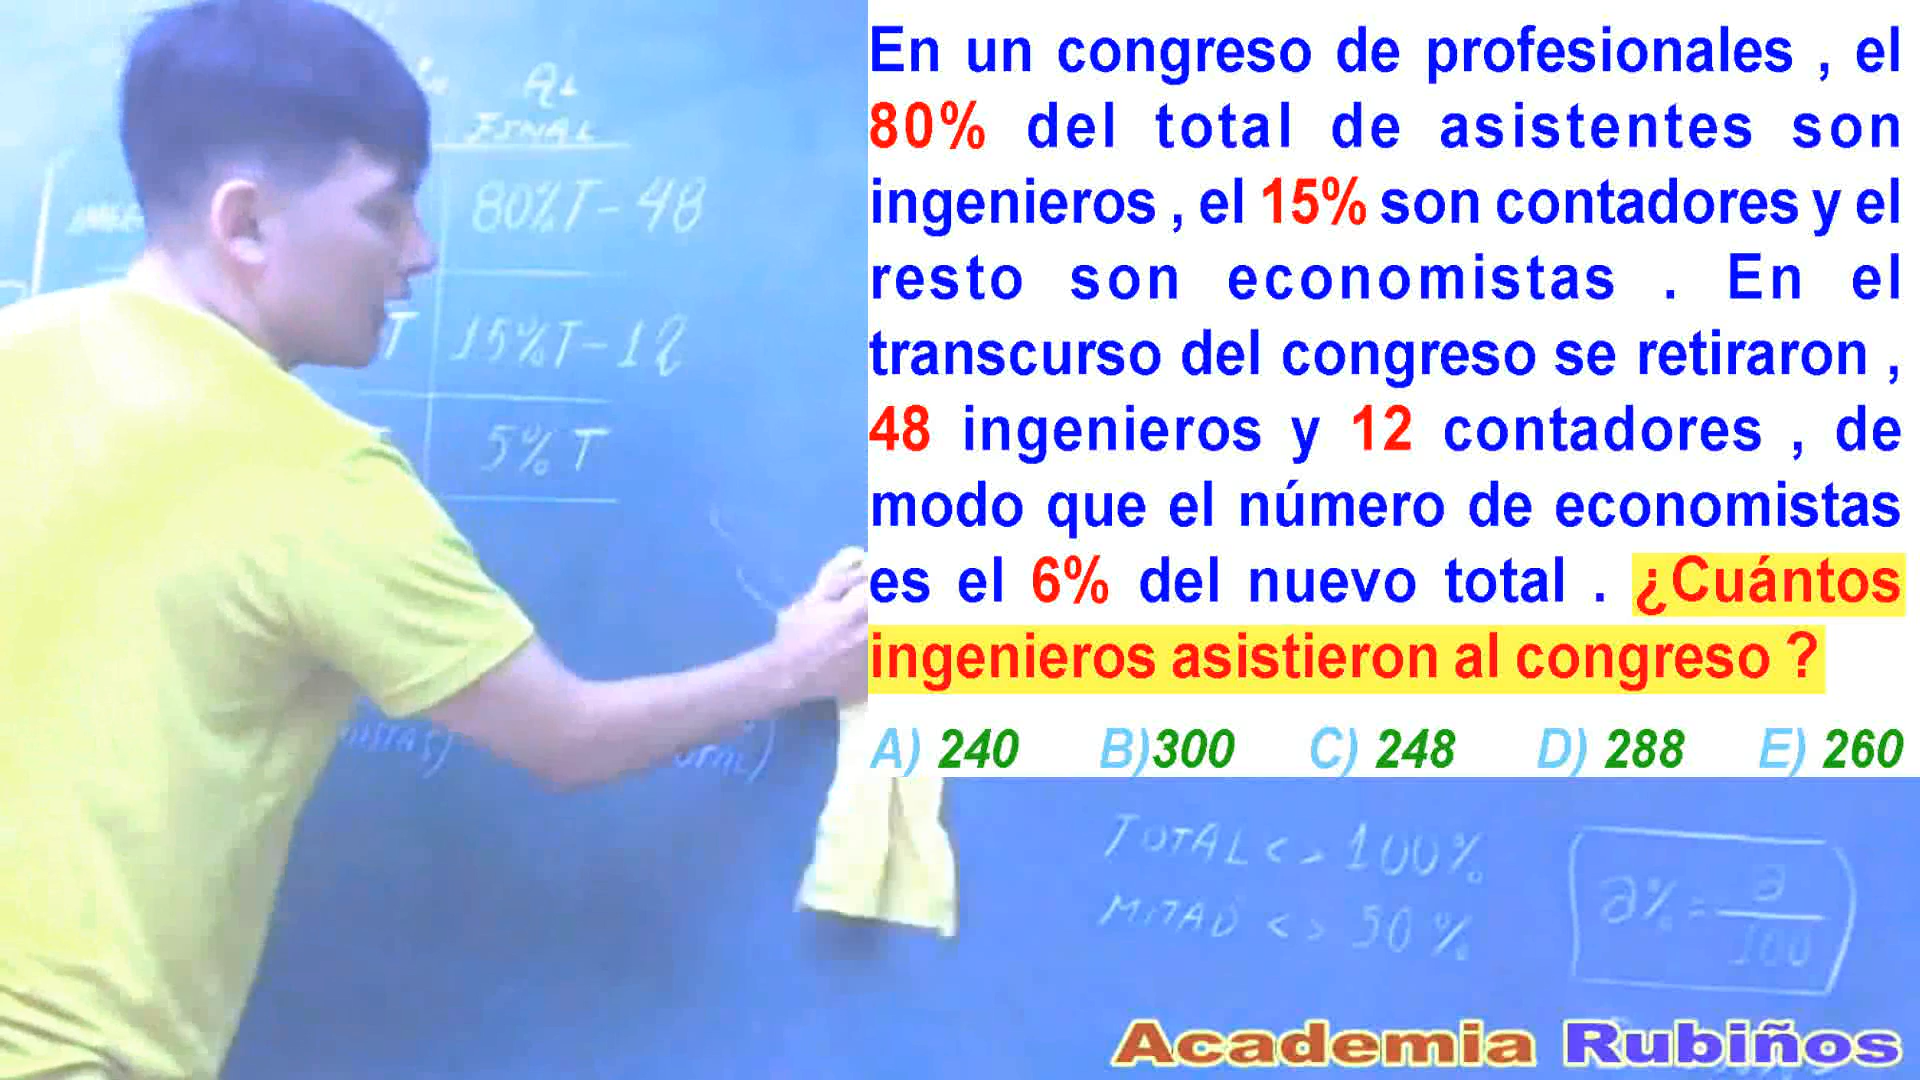 En un congreso de profesionales , el
80% del total de asistentes son
ingenieros , el 15% son contadores y el
resto son economistas . En el
transcurso del congreso se retiraron ,
48 ingenieros y 12 contadores , de
modo que el número de economistas
es el 6% del nuevo total . ¿Cuántos
ingenieros asistieron al congreso ?
A) 240 B)300 C) 248 D) 288 E) 260
AL
FINAL
80%T-48
T 15%T-12
5%T
TOTAL <> 100%
MITAD <> 50%
a% = a
100
Academia Rubiños